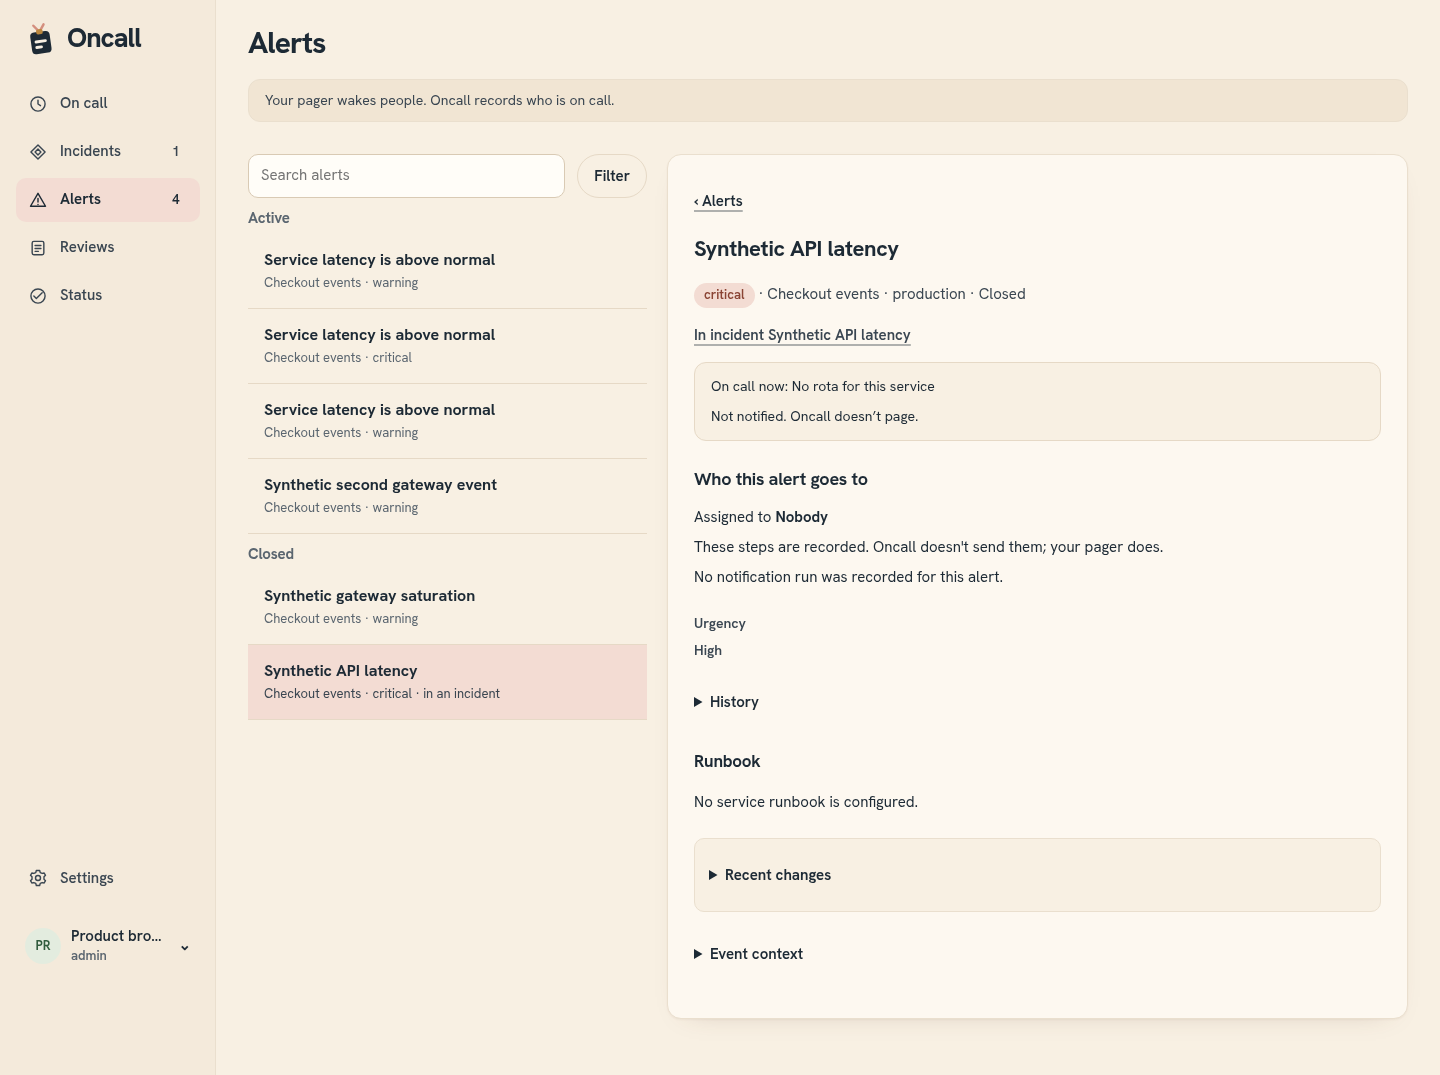 Oncall
On call
Incidents 1
Alerts 4
Reviews
Status
Settings
PR
Product bro...
admin
Alerts
Your pager wakes people. Oncall records who is on call.
Search alerts
Filter
Active
Service latency is above normal
Checkout events · warning
Service latency is above normal
Checkout events · critical
Service latency is above normal
Checkout events · warning
Synthetic second gateway event
Checkout events · warning
Closed
Synthetic gateway saturation
Checkout events · warning
Synthetic API latency
Checkout events · critical · in an incident
‹ Alerts
Synthetic API latency
critical · Checkout events · production · Closed
In incident Synthetic API latency
On call now: No rota for this service
Not notified. Oncall doesn’t page.
Who this alert goes to
Assigned to Nobody
These steps are recorded. Oncall doesn't send them; your pager does.
No notification run was recorded for this alert.
Urgency
High
History
Runbook
No service runbook is configured.
Recent changes
Event context